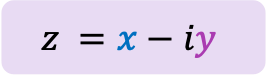 z = x − iy